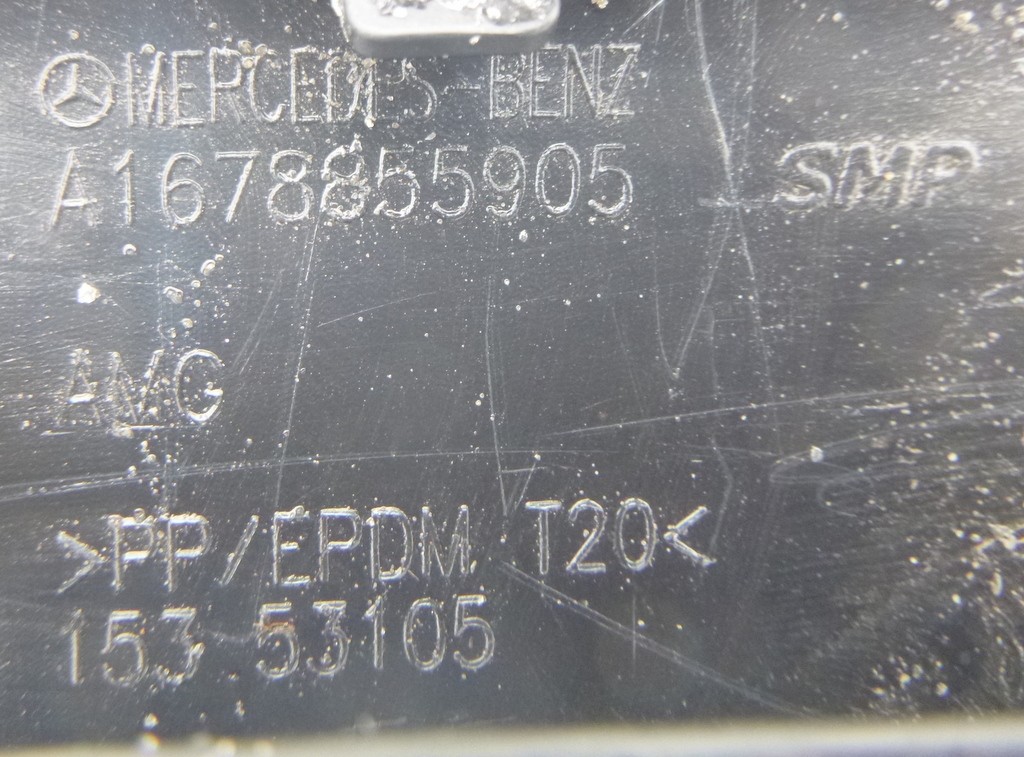 MERCEDES-BENZ
A1678855905
SMP
AMG
>PP/EPDM T20<
153 53105